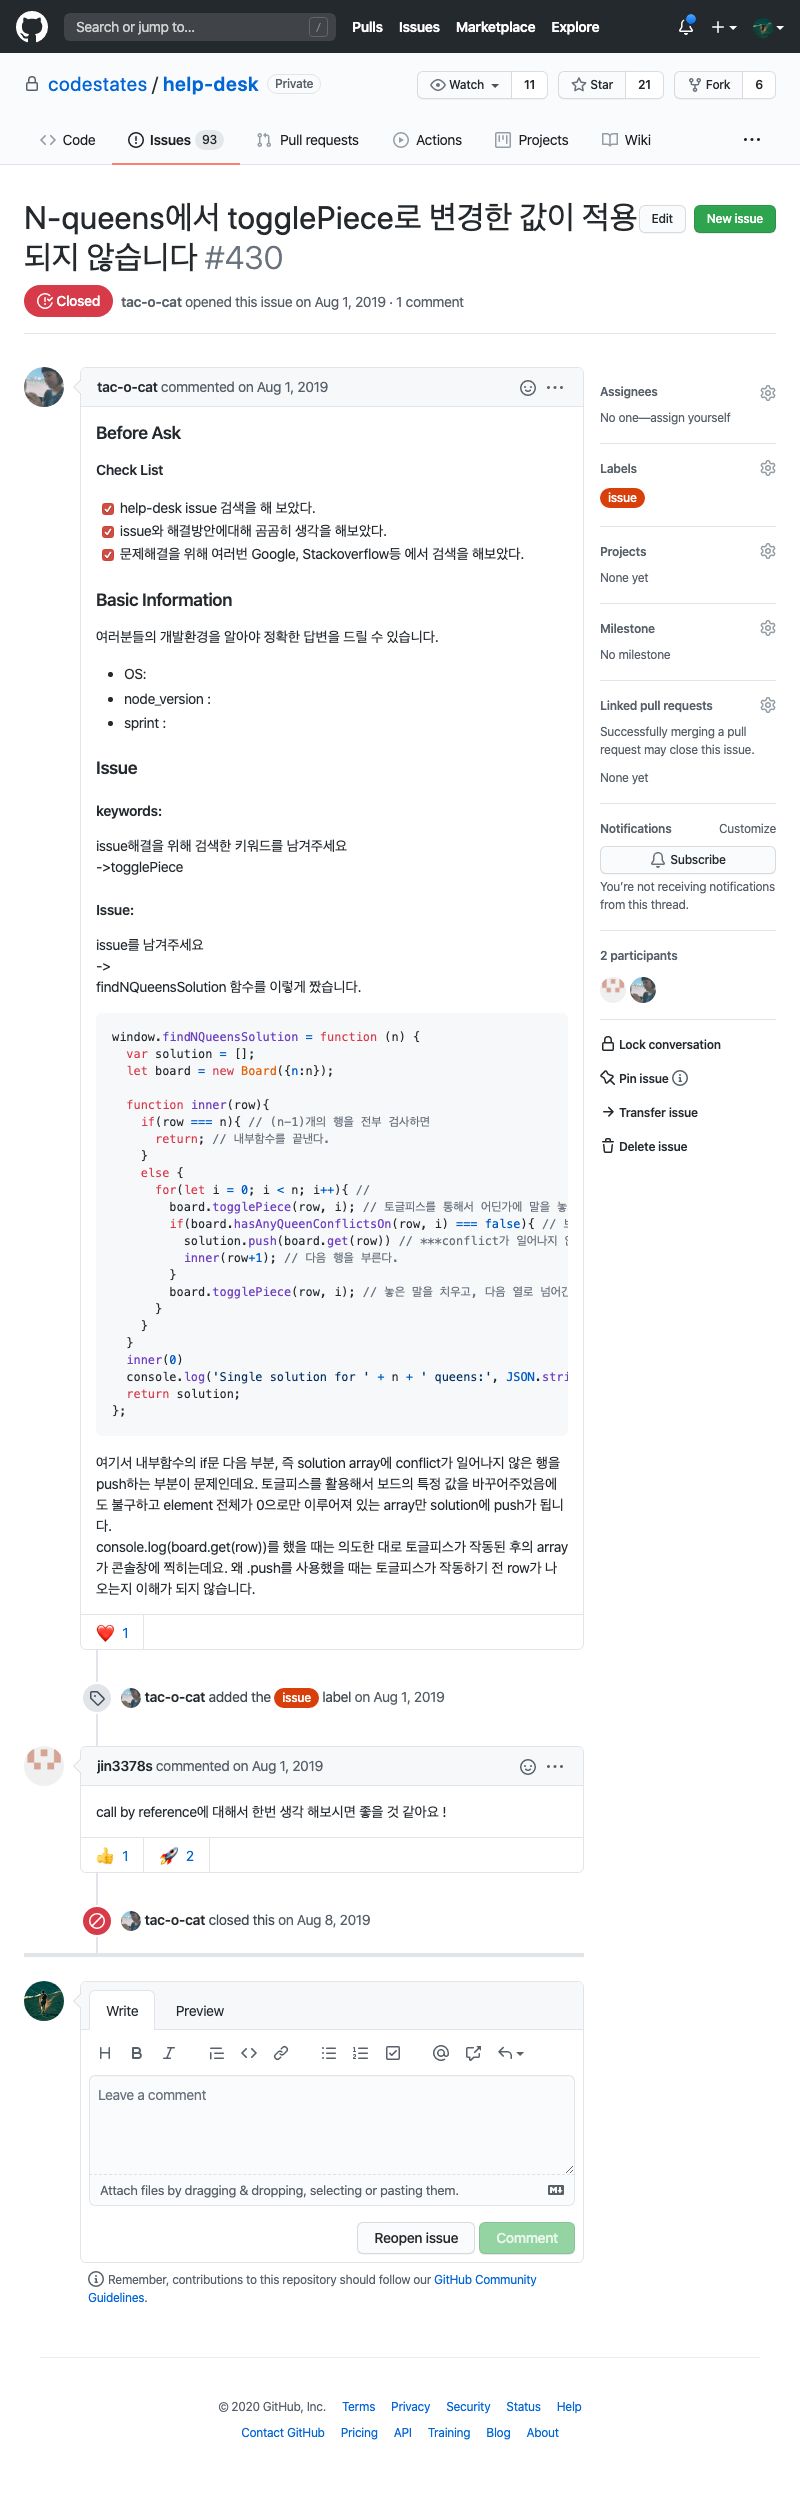 Search or jump to... /
Pulls Issues Marketplace Explore
codestates / help-desk Private
Watch 11 Star 21 Fork 6
Code Issues 93 Pull requests Actions Projects Wiki
N-queens에서 togglePiece로 변경한 값이 적용
되지 않습니다 #430
Edit New issue
Closed tac-o-cat opened this issue on Aug 1, 2019 · 1 comment
tac-o-cat commented on Aug 1, 2019
Before Ask
Check List
help-desk issue 검색을 해 보았다.
issue와 해결방안에대해 곰곰히 생각을 해보았다.
문제해결을 위해 여러번 Google, Stackoverflow등 에서 검색을 해보았다.
Basic Information
여러분들의 개발환경을 알아야 정확한 답변을 드릴 수 있습니다.
OS:
node_version :
sprint :
Issue
keywords:
issue해결을 위해 검색한 키워드를 남겨주세요
->togglePiece
Issue:
issue를 남겨주세요
->
findNQueensSolution 함수를 이렇게 짰습니다.
window.findNQueensSolution = function (n) {
var solution = [];
let board = new Board({n:n});
function inner(row){
if(row === n){ // (n-1)개의 행을 전부 검사하면
return; // 내부함수를 끝낸다.
}
else {
for(let i = 0; i < n; i++){ //
board.togglePiece(row, i); // 토글피스를 통해서 어딘가에 말을 놓
if(board.hasAnyQueenConflictsOn(row, i) === false){ //
solution.push(board.get(row)) // ***conflict가 일어나지
inner(row+1); // 다음 행을 부른다.
}
board.togglePiece(row, i); // 놓은 말을 치우고, 다음 열로 넘어간
}
}
}
inner(0)
console.log('Single solution for ' + n + ' queens:', JSON.stri
return solution;
};
여기서 내부함수의 if문 다음 부분, 즉 solution array에 conflict가 일어나지 않은 행을
push하는 부분이 문제인데요. 토글피스를 활용해서 보드의 특정 값을 바꾸어주었음에
도 불구하고 element 전체가 0으로만 이루어져 있는 array만 solution에 push가 됩니
다.
console.log(board.get(row))를 했을 때는 의도한 대로 토글피스가 작동된 후의 array
가 콘솔창에 찍히는데요. 왜 .push를 사용했을 때는 토글피스가 작동하기 전 row가 나
오는지 이해가 되지 않습니다.
1
tac-o-cat added the issue label on Aug 1, 2019
jin3378s commented on Aug 1, 2019
call by reference에 대해서 한번 생각 해보시면 좋을 것 같아요 !
1 2
tac-o-cat closed this on Aug 8, 2019
Write Preview
Leave a comment
Attach files by dragging & dropping, selecting or pasting them.
Reopen issue Comment
Remember, contributions to this repository should follow our GitHub Community
Guidelines.
Assignees
No one—assign yourself
Labels
issue
Projects
None yet
Milestone
No milestone
Linked pull requests
Successfully merging a pull
request may close this issue.
None yet
Notifications Customize
Subscribe
You're not receiving notifications
from this thread.
2 participants
Lock conversation
Pin issue
Transfer issue
Delete issue
© 2020 GitHub, Inc. Terms Privacy Security Status Help
Contact GitHub Pricing API Training Blog About